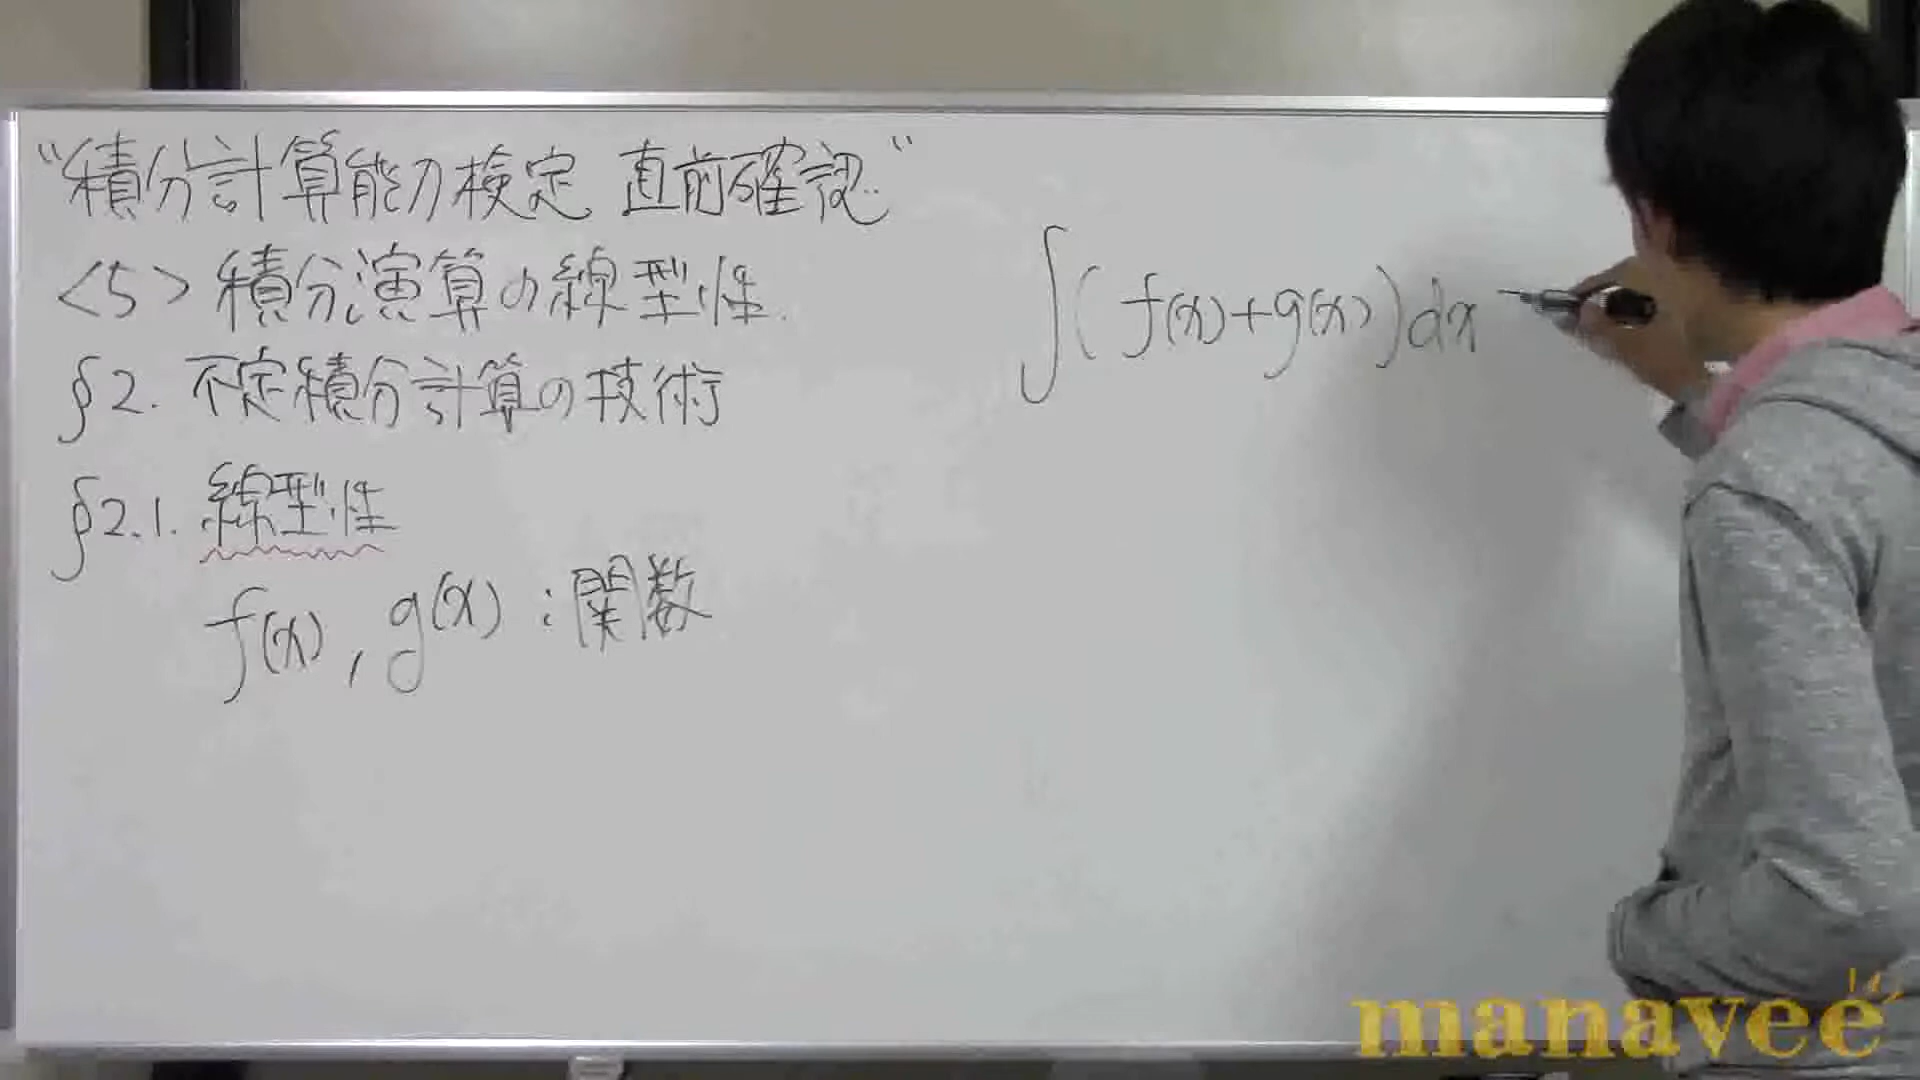 "積分計算能力検定 直前確認"
<5> 積分演算の線型性.
§2. 不定積分計算の技術
§2.1. 線型性
f(x), g(x) : 関数
∫(f(x)+g(x))dx
manavee